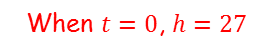 When t = 0, h = 27